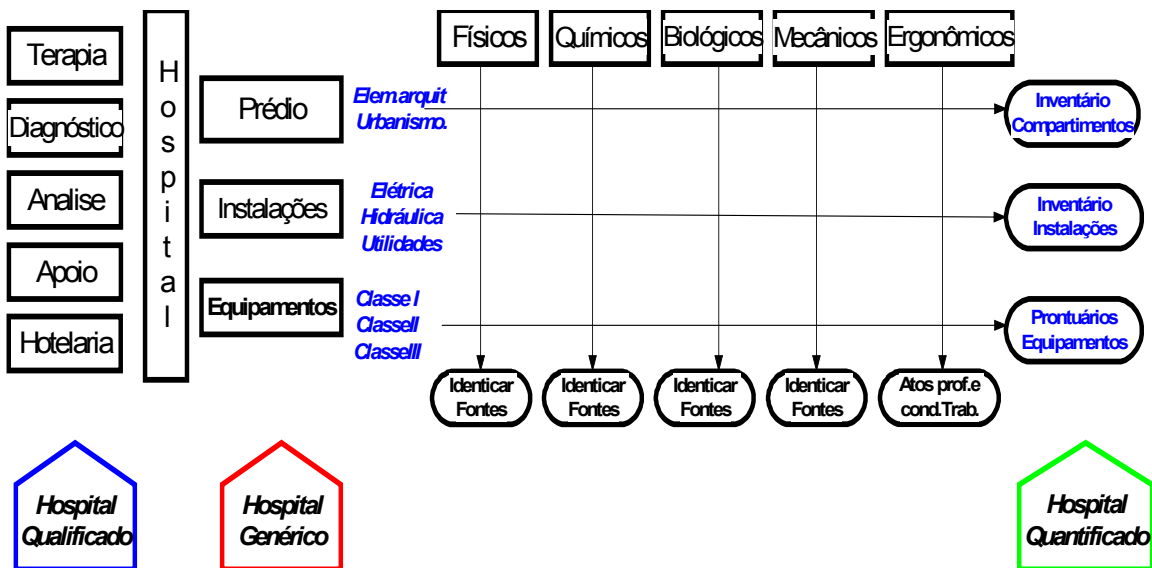 Físicos
Químicos
Biológicos
Mecânicos
Ergonômicos
Terapia
Diagnóstico
Analise
Apoio
Hotelaria
Hospital
Prédio
Elem.arquit
Urbanismo.
Inventário
Compartimentos
Instalações
Elétrica
Hidráulica
Utilidades
Inventário
Instalações
Equipamentos
Classe I
ClasseII
ClasseIII
Prontuários
Equipamentos
Identicar
Fontes
Identicar
Fontes
Identicar
Fontes
Identicar
Fontes
Atos prof.e
cond.Trab.
Hospital
Qualificado
Hospital
Genérico
Hospital
Quantificado